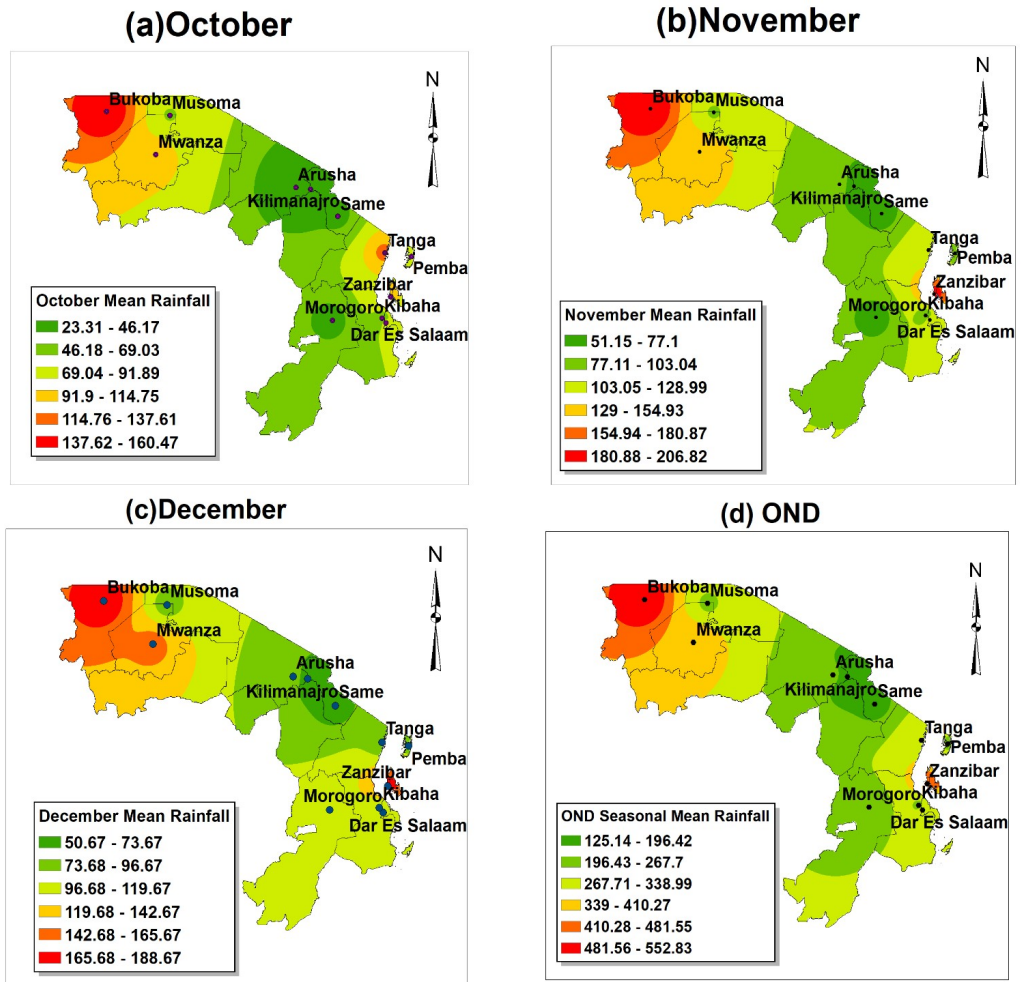 (a)October
N
Bukoba
Musoma
Mwanza
Arusha
Kilimanajro
Same
Tanga
Pemba
Zanzibar
Morogoro
Kibaha
Dar Es Salaam
October Mean Rainfall
23.31 - 46.17
46.18 - 69.03
69.04 - 91.89
91.9 - 114.75
114.76 - 137.61
137.62 - 160.47
(b)November
N
Bukoba
Musoma
Mwanza
Arusha
Kilimanajro
Same
Tanga
Pemba
Zanzibar
Morogoro
Kibaha
Dar Es Salaam
November Mean Rainfall
51.15 - 77.1
77.11 - 103.04
103.05 - 128.99
129 - 154.93
154.94 - 180.87
180.88 - 206.82
(c)December
N
Bukoba
Musoma
Mwanza
Arusha
Kilimanajro
Same
Tanga
Pemba
Zanzibar
Morogoro
Kibaha
Dar Es Salaam
December Mean Rainfall
50.67 - 73.67
73.68 - 96.67
96.68 - 119.67
119.68 - 142.67
142.68 - 165.67
165.68 - 188.67
(d) OND
N
Bukoba
Musoma
Mwanza
Arusha
Kilimanajro
Same
Tanga
Pemba
Zanzibar
Morogoro
Kibaha
Dar Es Salaam
OND Seasonal Mean Rainfall
125.14 - 196.42
196.43 - 267.7
267.71 - 338.99
339 - 410.27
410.28 - 481.55
481.56 - 552.83